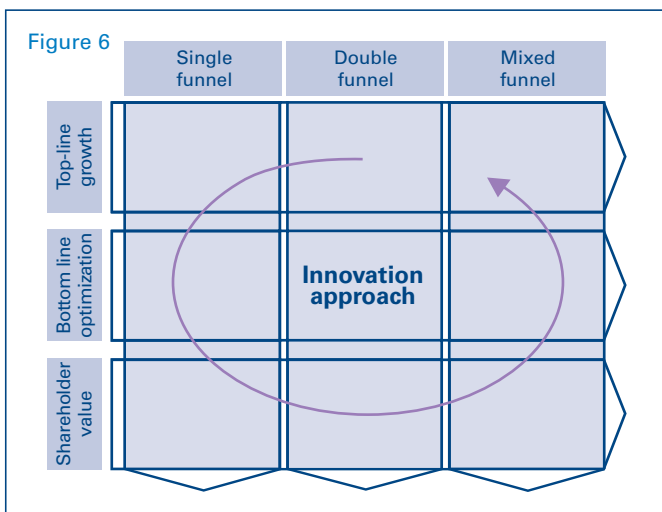 Figure 6
Single
funnel
Double
funnel
Mixed
funnel
Top-line
growth
Bottom line
optimization
Innovation
approach
Shareholder
value